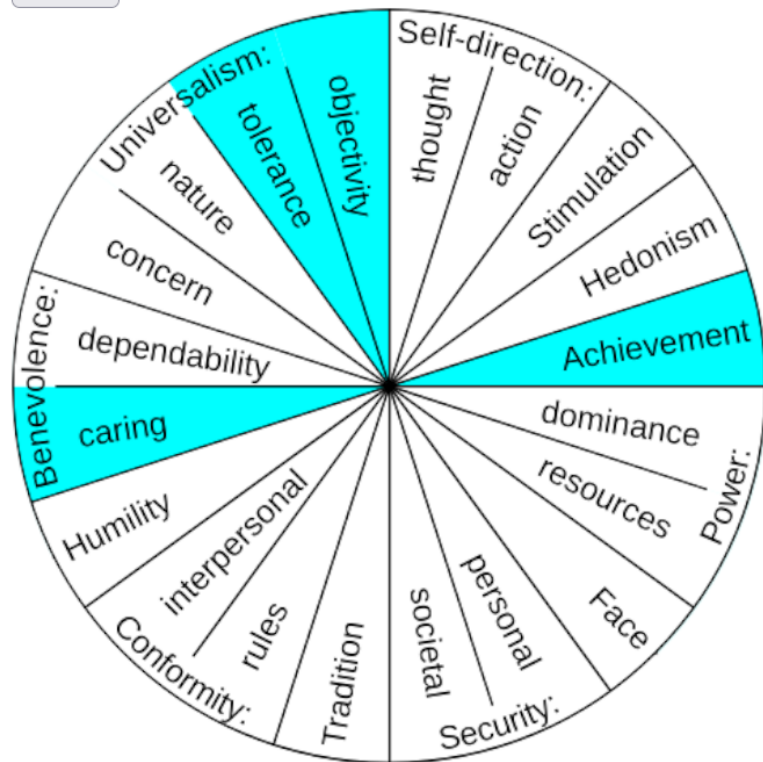 Self-direction:
thought
action
Stimulation
Hedonism
Achievement
Power:
dominance
resources
Face
Security:
personal
societal
Tradition
Conformity:
rules
interpersonal
Humility
Benevolence:
caring
dependability
Universalism:
concern
nature
tolerance
objectivity